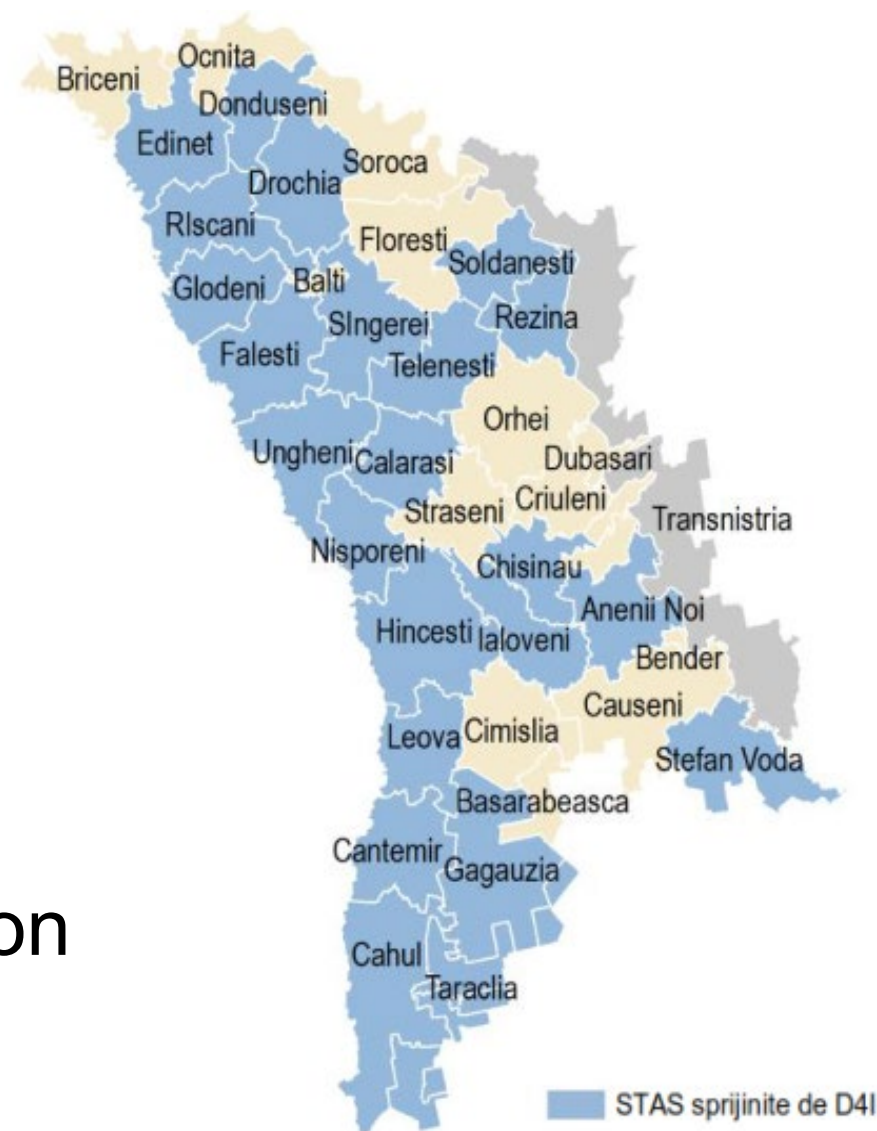 Ocnita
Briceni
Donduseni
Edinet
Soroca
Drochia
RIscani
Floresti
Soldanesti
Balti
Glodeni
SIngerei
Rezina
Falesti
Telenesti
Orhei
Ungheni
Calarasi
Dubasari
Criuleni
Straseni
Transnistria
Nisporeni
Chisinau
Anenii Noi
Hincesti
Ialoveni
Bender
Causeni
Leova
Cimislia
Stefan Voda
Basarabeasca
Cantemir
Gagauzia
on
Cahul
Taraclia
STAS sprijinite de D4I